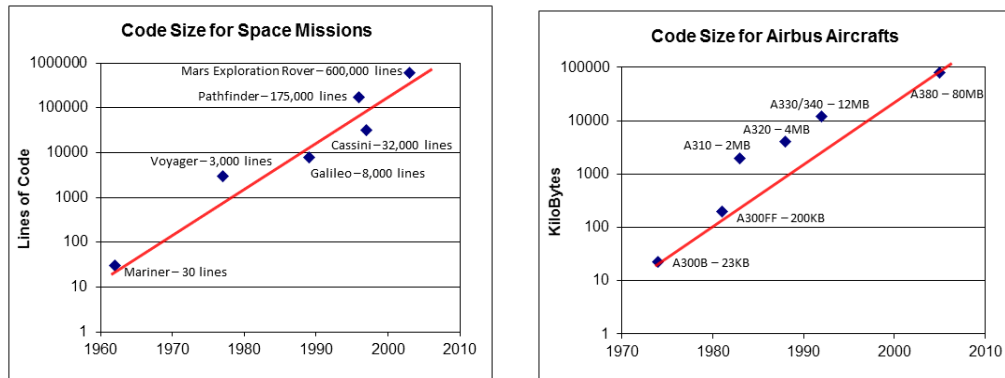 Code Size for Space Missions
Lines of Code
1000000
100000
10000
1000
100
10
1
Mars Exploration Rover – 600,000 lines
Pathfinder – 175,000 lines
Cassini – 32,000 lines
Voyager – 3,000 lines
Galileo – 8,000 lines
Mariner – 30 lines
1960 1970 1980 1990 2000 2010
Code Size for Airbus Aircrafts
KiloBytes
100000
10000
1000
100
10
1
A380 – 80MB
A330/340 – 12MB
A320 – 4MB
A310 – 2MB
A300FF – 200KB
A300B – 23KB
1970 1980 1990 2000 2010